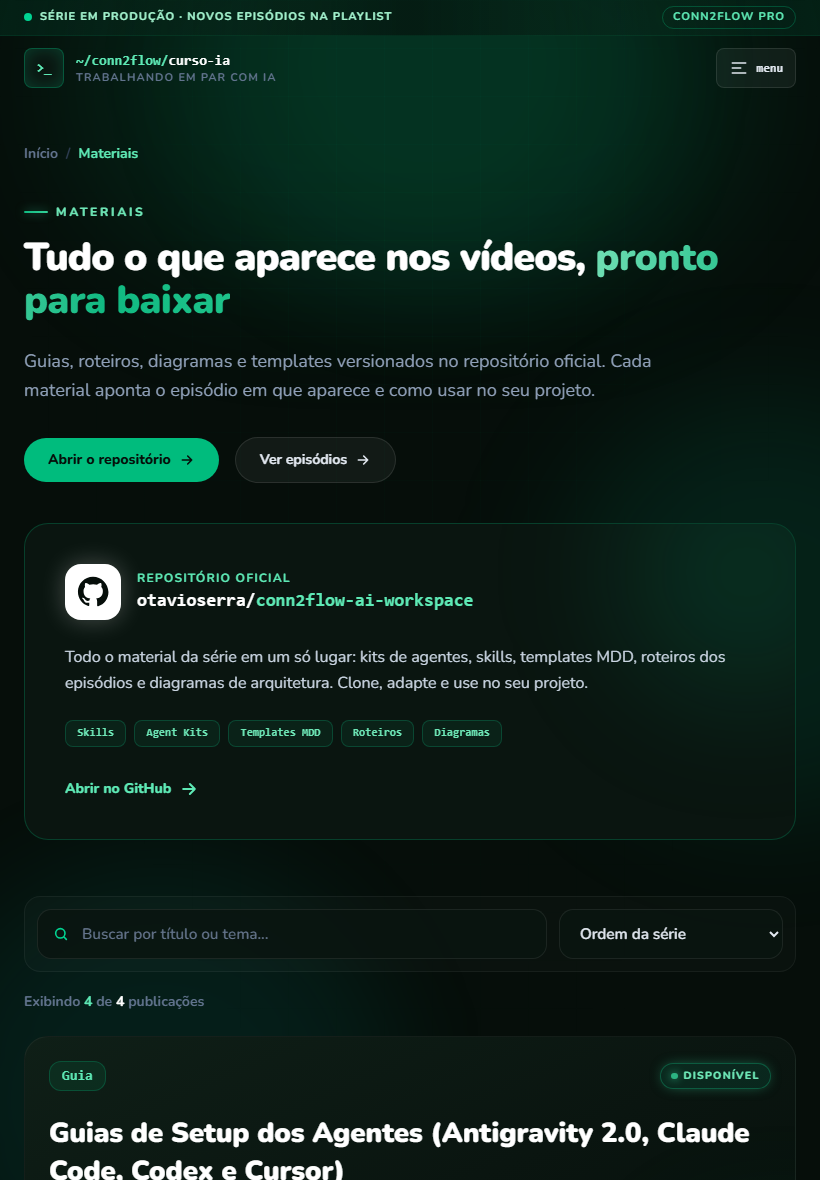 SÉRIE EM PRODUÇÃO · NOVOS EPISÓDIOS NA PLAYLIST
CONN2FLOW PRO
>_
~/conn2flow/curso-ia
TRABALHANDO EM PAR COM IA
menu
Início / Materiais
MATERIAIS
Tudo o que aparece nos vídeos, pronto
para baixar
Guias, roteiros, diagramas e templates versionados no repositório oficial. Cada
material aponta o episódio em que aparece e como usar no seu projeto.
Abrir o repositório →
Ver episódios →
REPOSITÓRIO OFICIAL
otavioserra/conn2flow-ai-workspace
Todo o material da série em um só lugar: kits de agentes, skills, templates MDD, roteiros dos
episódios e diagramas de arquitetura. Clone, adapte e use no seu projeto.
Skills
Agent Kits
Templates MDD
Roteiros
Diagramas
Abrir no GitHub →
Buscar por título ou tema...
Ordem da série
Exibindo 4 de 4 publicações
Guia
DISPONÍVEL
Guias de Setup dos Agentes (Antigravity 2.0, Claude
Code, Codex e Cursor)